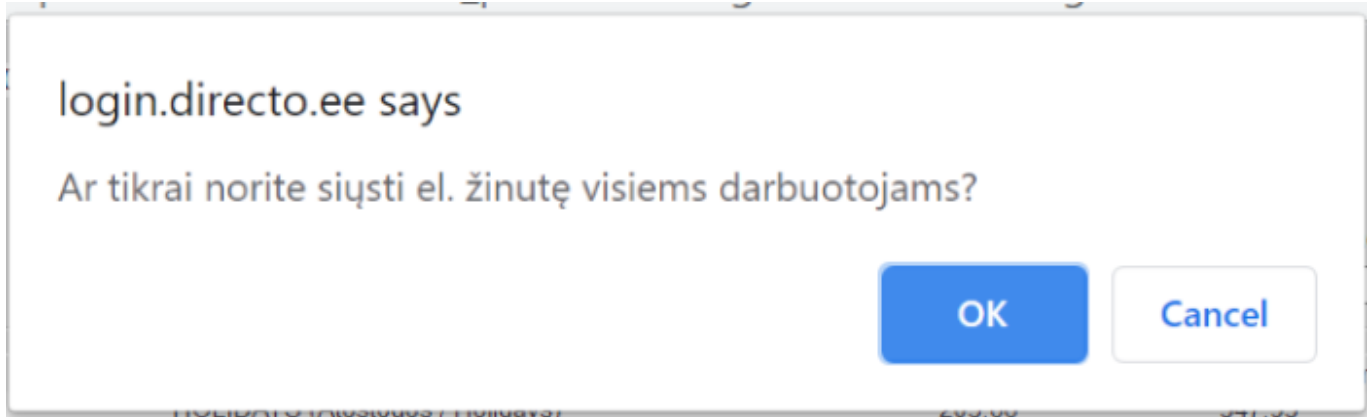 login.directo.ee says
Ar tikrai norite siųsti el. žinutę visiems darbuotojams?
OK Cancel